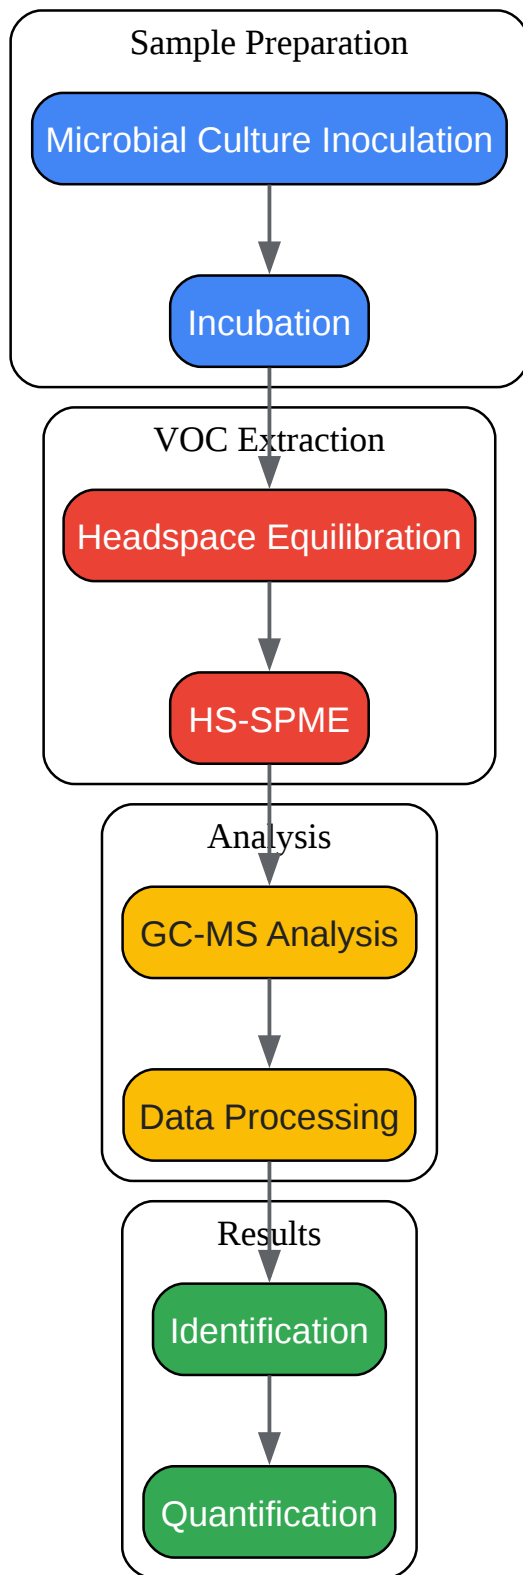 Sample Preparation
Microbial Culture Inoculation
Incubation
VOC Extraction
Headspace Equilibration
HS-SPME
Analysis
GC-MS Analysis
Data Processing
Results
Identification
Quantification